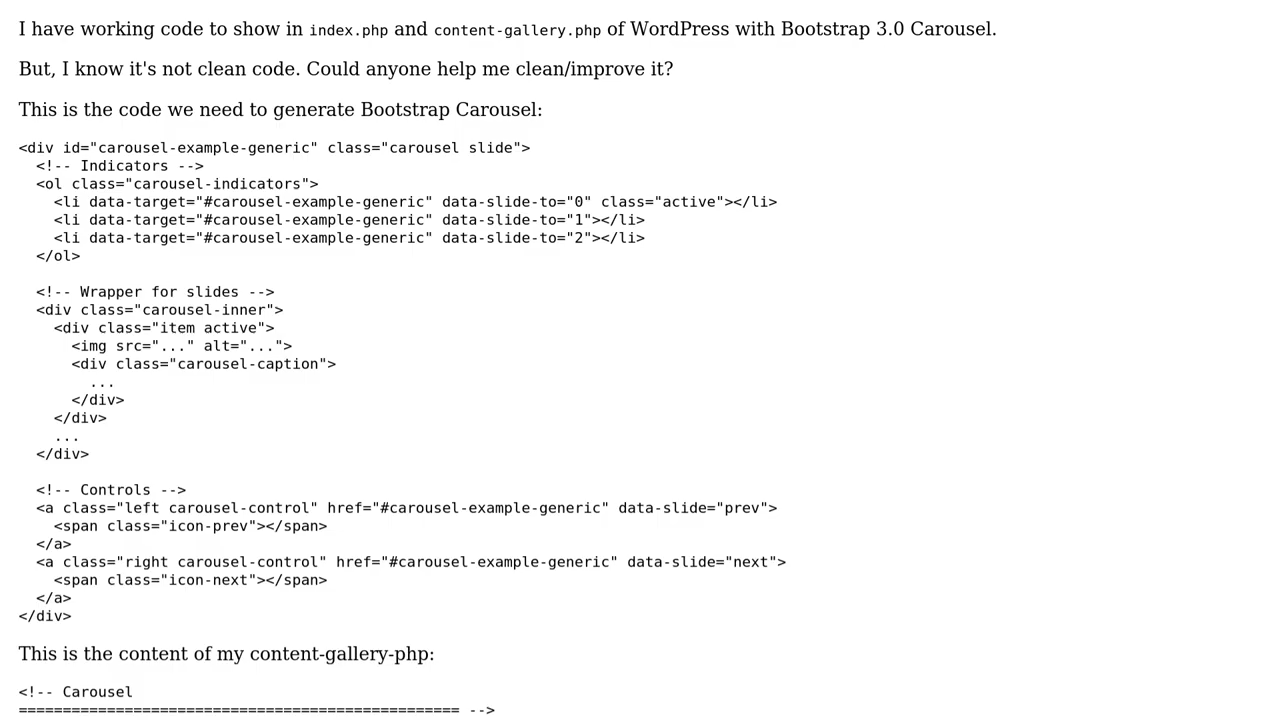 I have working code to show in index.php and content-gallery.php of WordPress with Bootstrap 3.0 Carousel.
But, I know it's not clean code. Could anyone help me clean/improve it?
This is the code we need to generate Bootstrap Carousel:
<div id="carousel-example-generic" class="carousel slide">
  <!-- Indicators -->
  <ol class="carousel-indicators">
    <li data-target="#carousel-example-generic" data-slide-to="0" class="active"></li>
    <li data-target="#carousel-example-generic" data-slide-to="1"></li>
    <li data-target="#carousel-example-generic" data-slide-to="2"></li>
  </ol>

  <!-- Wrapper for slides -->
  <div class="carousel-inner">
    <div class="item active">
      <img src="..." alt="...">
      <div class="carousel-caption">
        ...
      </div>
    </div>
    ...
  </div>

  <!-- Controls -->
  <a class="left carousel-control" href="#carousel-example-generic" data-slide="prev">
    <span class="icon-prev"></span>
  </a>
  <a class="right carousel-control" href="#carousel-example-generic" data-slide="next">
    <span class="icon-next"></span>
  </a>
</div>
This is the content of my content-gallery-php:
<!-- Carousel
================================================== -->